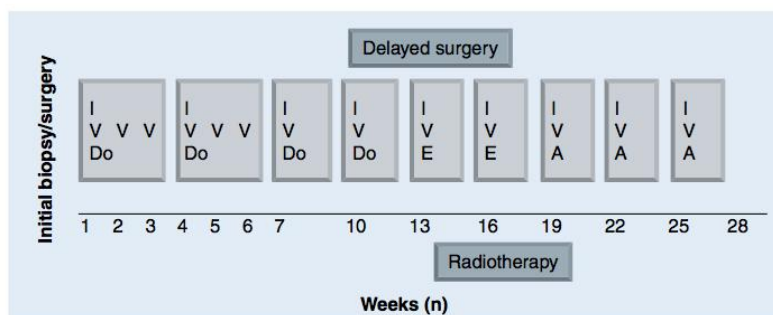 Delayed surgery
Initial biopsy/surgery
I I I I I I I I I
V V V V V V V V V V V V V
Do Do Do Do E E A A A
1 2 3 4 5 6 7 10 13 16 19 22 25 28
Radiotherapy
Weeks (n)